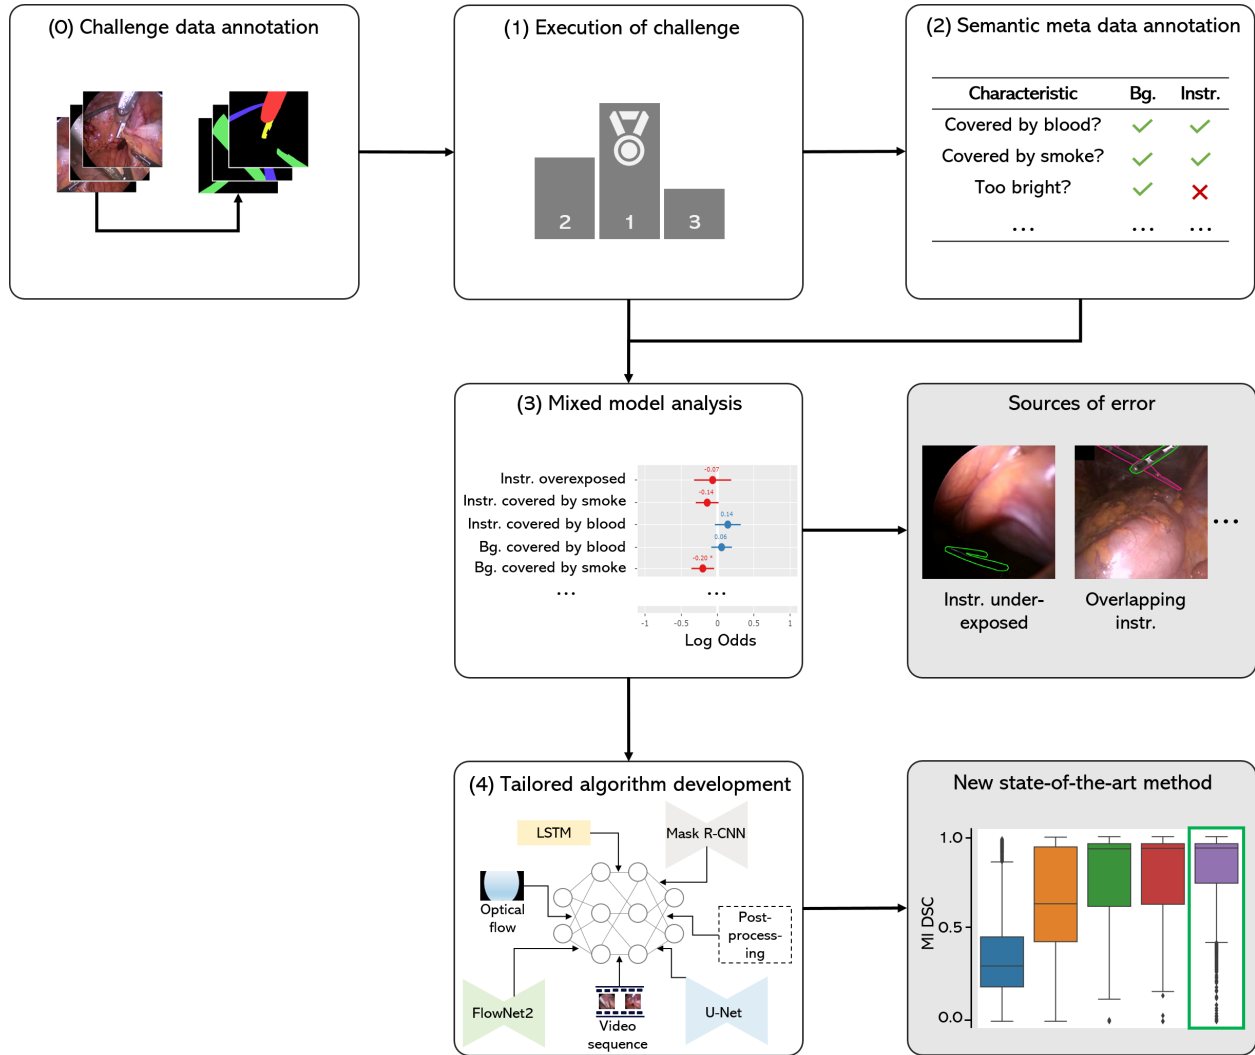 (0) Challenge data annotation
(1) Execution of challenge
2
1
3
(2) Semantic meta data annotation
Characteristic Bg. Instr.
Covered by blood?
Covered by smoke?
Too bright?
... ... ...
(3) Mixed model analysis
Instr. overexposed
Instr. covered by smoke
Instr. covered by blood
Bg. covered by blood
Bg. covered by smoke
...
-0.07
-0.14
0.14
0.06
-0.20 *
...
-1 -0.5 0 0.5 1
Log Odds
Sources of error
...
Instr. under-
exposed
Overlapping
instr.
(4) Tailored algorithm development
LSTM
Mask R-CNN
Optical
flow
Post-
process-
ing
FlowNet2
Video
sequence
U-Net
New state-of-the-art method
MI DSC
1.0
0.5
0.0